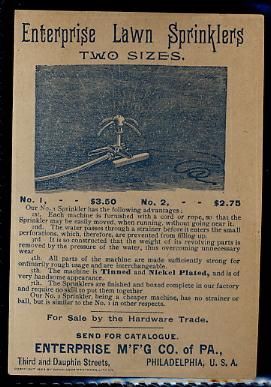 Enterprise Lawn Sprinklers
TWO SIZES.
No. 1, - - $3.50 No. 2, - - $2.75
Our No. 1 Sprinkler has the following advantages:
1st. Each machine is furnished with a cord or rope, so that the
Sprinkler may be easily moved, when running, without going near it.
2nd. The water passes through a strainer before it enters the small
perforations, which, therefore, are prevented from filling up.
3rd. It is so constructed that the weight of its revolving parts is
removed by the pressure of the water, thus overcoming unnecessary
wear.
4th. All parts of the machine are made sufficiently strong for
ordinarily rough usage and are interchangeable.
5th. The machine is Tinned and Nickel Plated, and is of
very handsome appearance.
The Sprinklers are finished and boxed complete in our factory
and require no skill to put them together.
Our No. 2 Sprinkler, being a cheaper machine, has no strainer or
ball, but is similar to the No. 1 in other respects.
For Sale by the Hardware Trade.
SEND FOR CATALOGUE.
ENTERPRISE M'F'G CO. of PA.,
Third and Dauphin Streets, PHILADELPHIA, U. S. A.